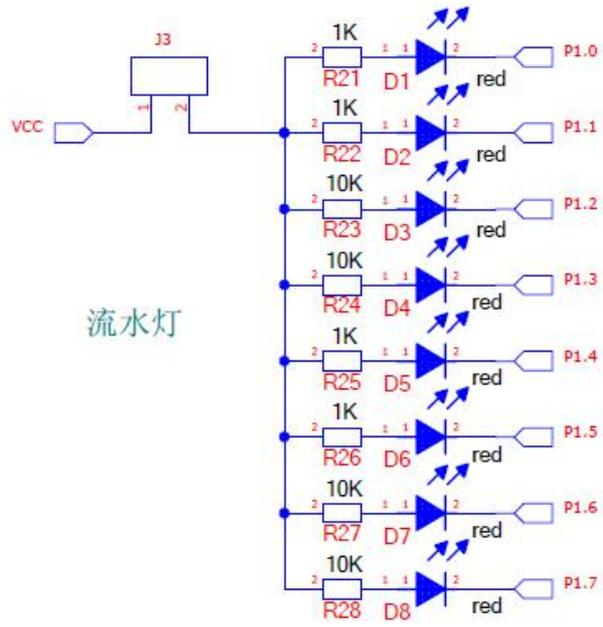 J3
1 2
VCC
1K
2 1 1 2 P1.0
R21 D1 red
1K
2 1 1 2 P1.1
R22 D2 red
10K
2 1 1 2 P1.2
R23 D3 red
10K
2 1 1 2 P1.3
R24 D4 red
流水灯
1K
2 1 1 2 P1.4
R25 D5 red
1K
2 1 1 2 P1.5
R26 D6 red
10K
2 1 1 2 P1.6
R27 D7 red
10K
2 1 1 2 P1.7
R28 D8 red